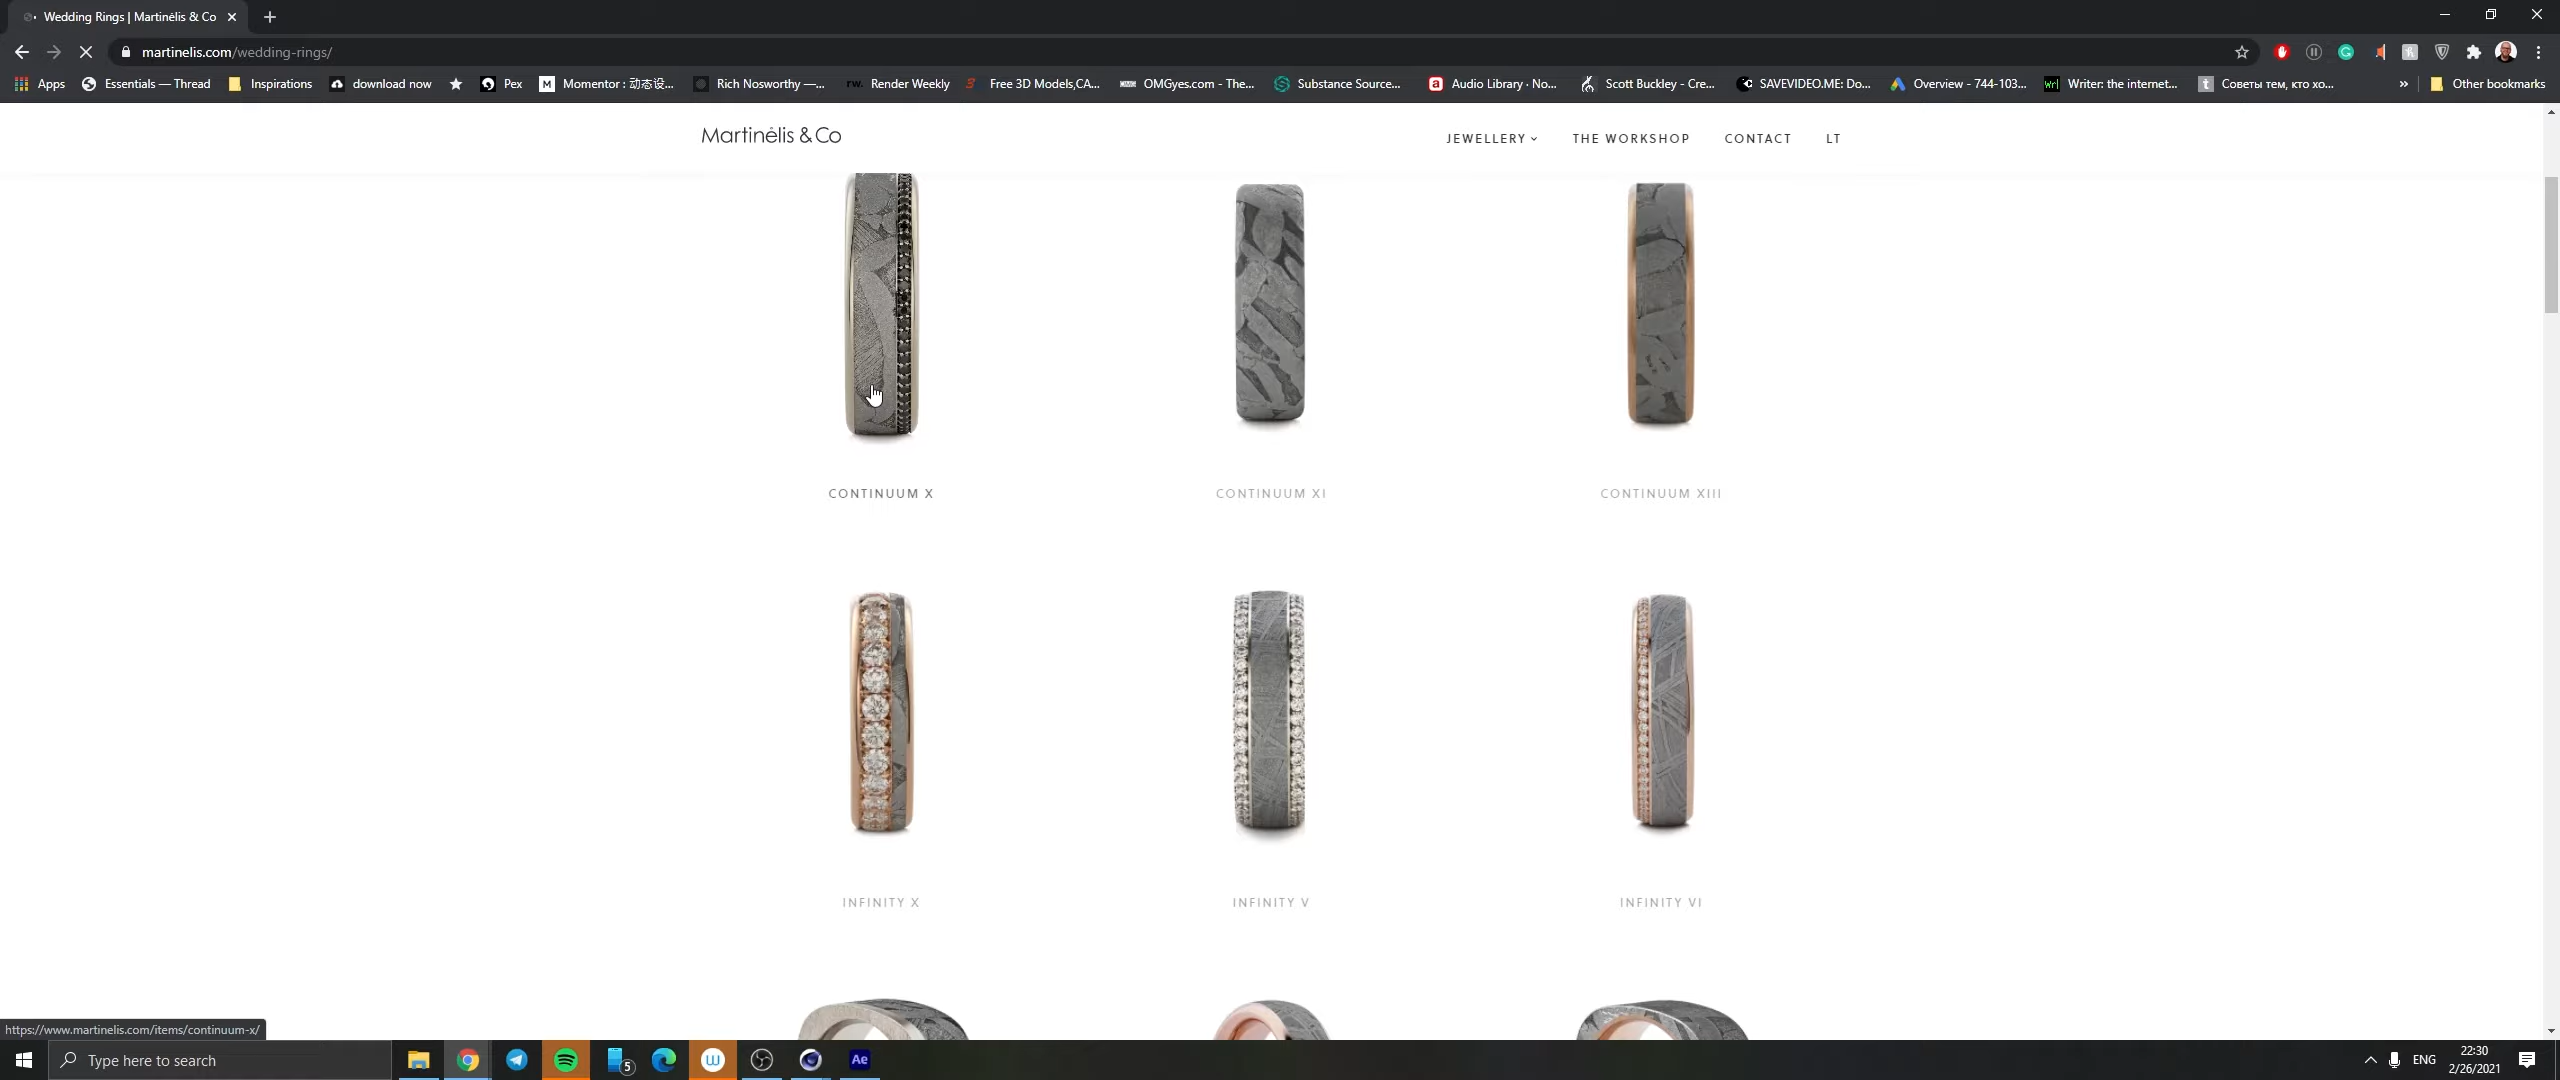 Wedding Rings | Martinėlis & Co
martinelis.com/wedding-rings/
Apps
Essentials — Thread
Inspirations
download now
Pex
Momentor : 动态设...
Rich Nosworthy —...
rw. Render Weekly
Free 3D Models,CA...
OMGyes.com - The...
Substance Source...
Audio Library · No...
Scott Buckley - Cre...
SAVEVIDEO.ME: Do...
Overview - 744-103...
Writer: the internet...
Советы тем, кто хо...
»
Other bookmarks
Martinėlis & Co
JEWELLERY
THE WORKSHOP
CONTACT
LT
CONTINUUM X
CONTINUUM XI
CONTINUUM XIII
INFINITY X
INFINITY V
INFINITY VI
https://www.martinelis.com/items/continuum-x/
Type here to search
5
Ae
ENG
22:30
2/26/2021